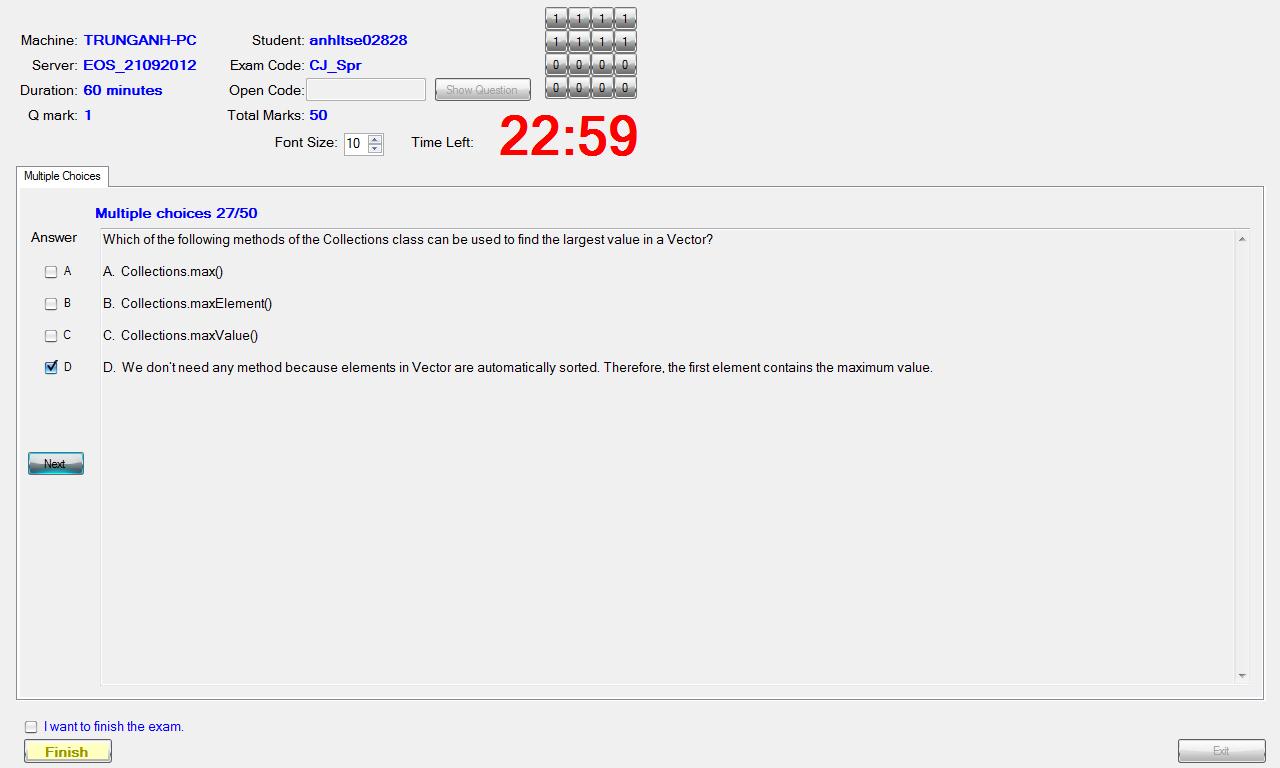 1 1 1 1
Machine: TRUNGANH-PC Student: anhltse02828 1 1 1 1
Server: EOS_21092012 Exam Code: CJ_Spr 0 0 0 0
Duration: 60 minutes Open Code: Show Question 0 0 0 0
Q mark: 1 Total Marks: 50
Font Size: 10 Time Left: 22:59
Multiple Choices
Multiple choices 27/50
Answer Which of the following methods of the Collections class can be used to find the largest value in a Vector?
A A. Collections.max()
B B. Collections.maxElement()
C C. Collections.maxValue()
D D. We don't need any method because elements in Vector are automatically sorted. Therefore, the first element contains the maximum value.
Next
I want to finish the exam.
Finish Exit